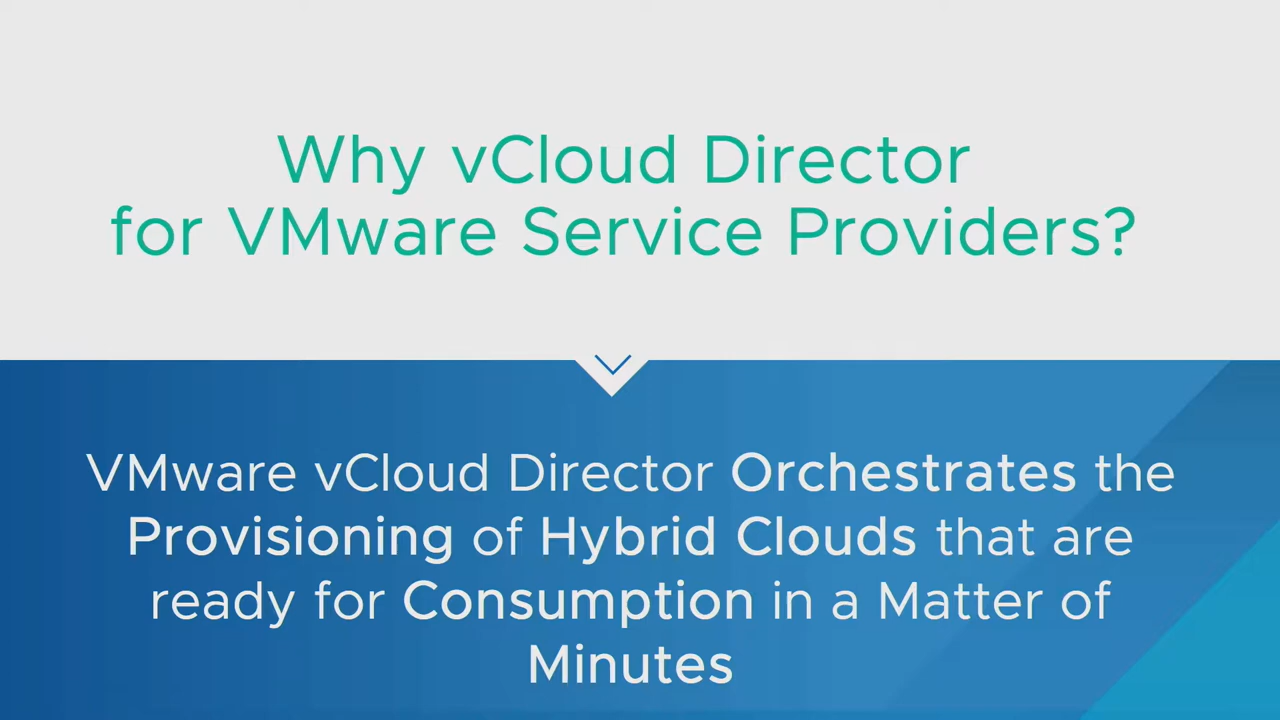 Why vCloud Director
for VMware Service Providers?
VMware vCloud Director Orchestrates the
Provisioning of Hybrid Clouds that are
ready for Consumption in a Matter of
Minutes